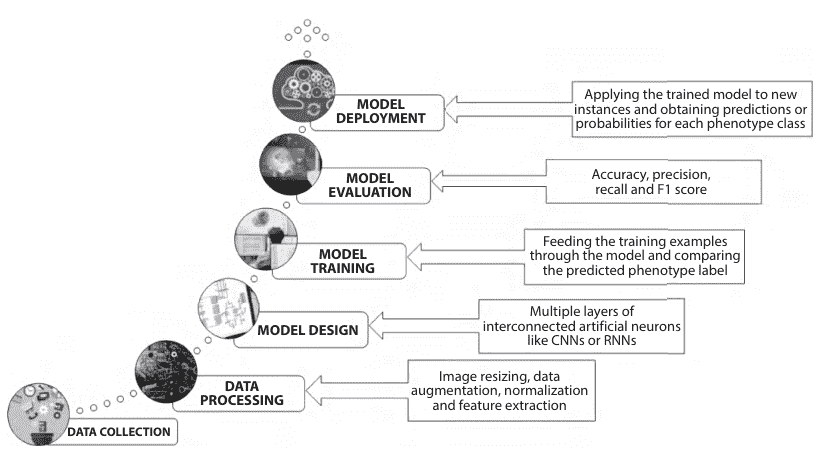 MODEL
DEPLOYMENT
Applying the trained model to new
instances and obtaining predictions or
probabilities for each phenotype class
MODEL
EVALUATION
Accuracy, precision,
recall and F1 score
MODEL
TRAINING
Feeding the training examples
through the model and comparing
the predicted phenotype label
MODEL DESIGN
Multiple layers of
interconnected artificial neurons
like CNNs or RNNs
DATA
PROCESSING
Image resizing, data
augmentation, normalization
and feature extraction
DATA COLLECTION